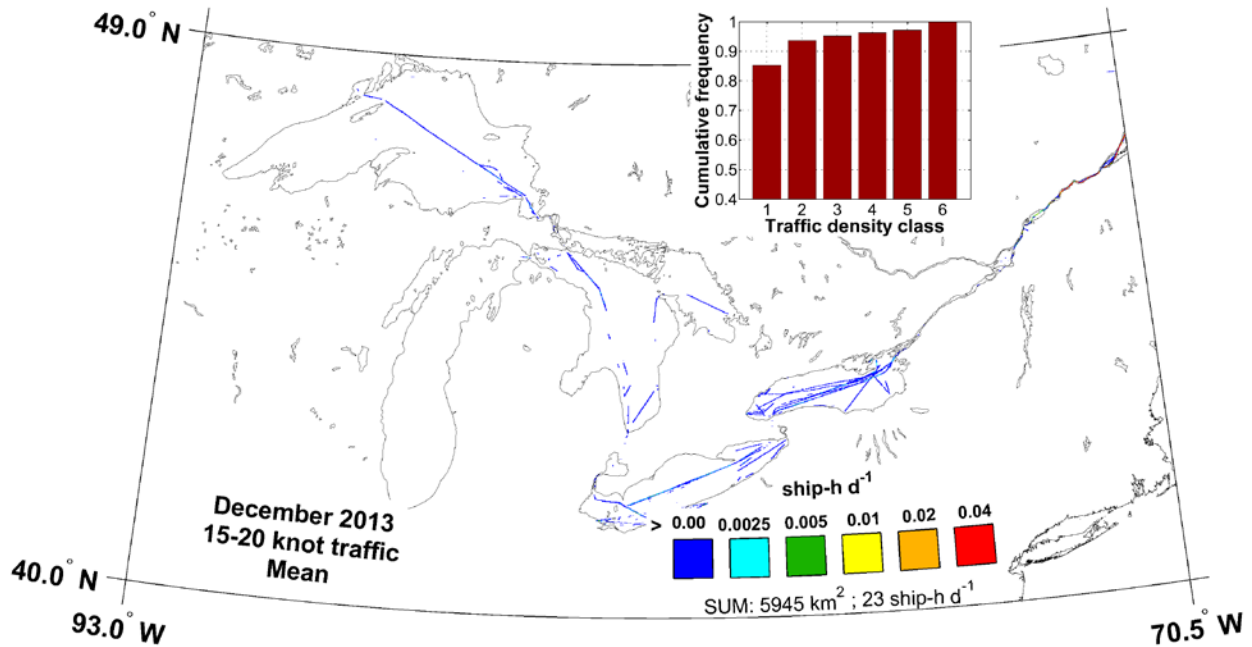 49.0° N
1
0.9
0.8
0.7
0.6
0.5
0.4
Cumulative frequency
1 2 3 4 5 6
Traffic density class
December 2013
15-20 knot traffic
Mean
ship-h d⁻¹
> 0.00 0.0025 0.005 0.01 0.02 0.04
SUM: 5945 km² ; 23 ship-h d⁻¹
40.0° N
93.0° W
70.5° W